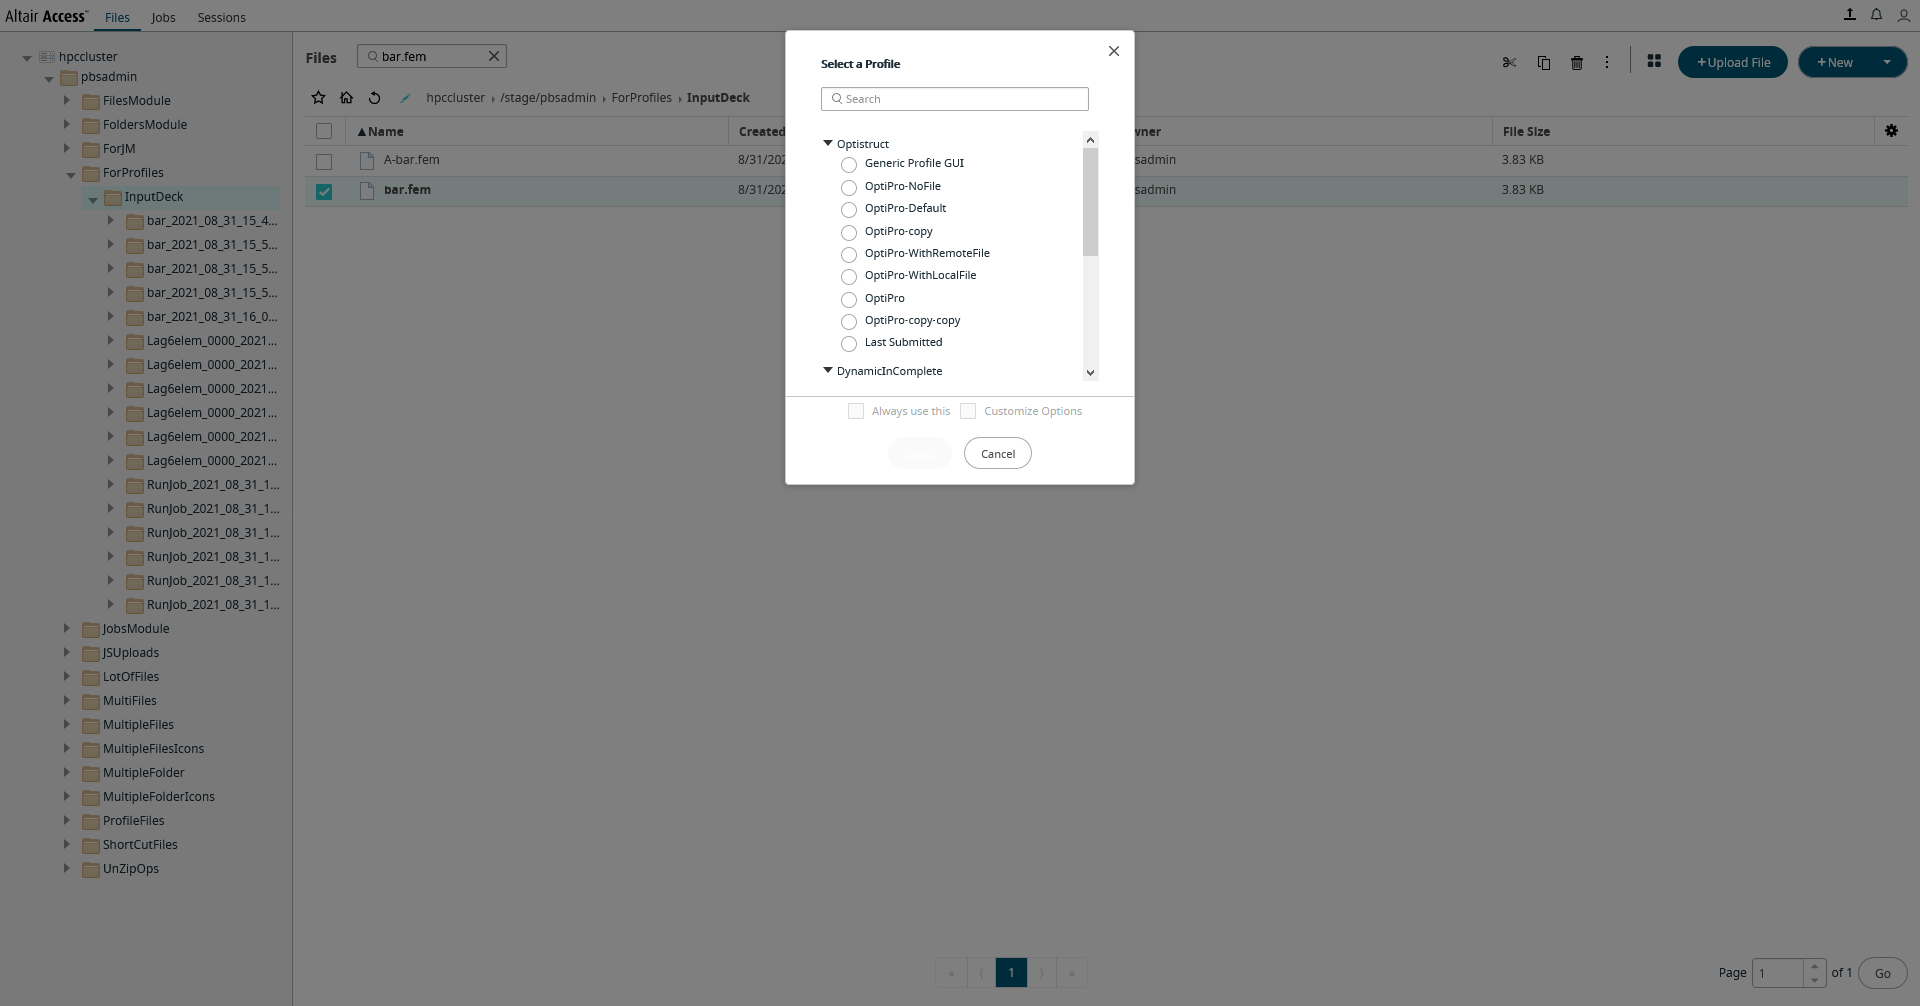 Altair Access™ Files Jobs Sessions
hpccluster
pbsadmin
FilesModule
FoldersModule
ForJM
ForProfiles
InputDeck
bar_2021_08_31_15_4...
bar_2021_08_31_15_5...
bar_2021_08_31_15_5...
bar_2021_08_31_15_5...
bar_2021_08_31_16_0...
Lag6elem_0000_2021...
Lag6elem_0000_2021...
Lag6elem_0000_2021...
Lag6elem_0000_2021...
Lag6elem_0000_2021...
Lag6elem_0000_2021...
RunJob_2021_08_31_1...
RunJob_2021_08_31_1...
RunJob_2021_08_31_1...
RunJob_2021_08_31_1...
RunJob_2021_08_31_1...
RunJob_2021_08_31_1...
JobsModule
JSUploads
LotOfFiles
MultiFiles
MultipleFiles
MultipleFilesIcons
MultipleFolder
MultipleFolderIcons
ProfileFiles
ShortCutFiles
UnZipOps
Files bar.fem
+Upload File +New
hpccluster › /stage/pbsadmin › ForProfiles › InputDeck
Name Created wner File Size
A-bar.fem 8/31/202 sadmin 3.83 KB
bar.fem 8/31/202 sadmin 3.83 KB
Select a Profile
Search
Optistruct
Generic Profile GUI
OptiPro-NoFile
OptiPro-Default
OptiPro-copy
OptiPro-WithRemoteFile
OptiPro-WithLocalFile
OptiPro
OptiPro-copy-copy
Last Submitted
DynamicInComplete
Always use this Customize Options
Cancel
« ⟨ 1 ⟩ »
Page 1 of 1 Go